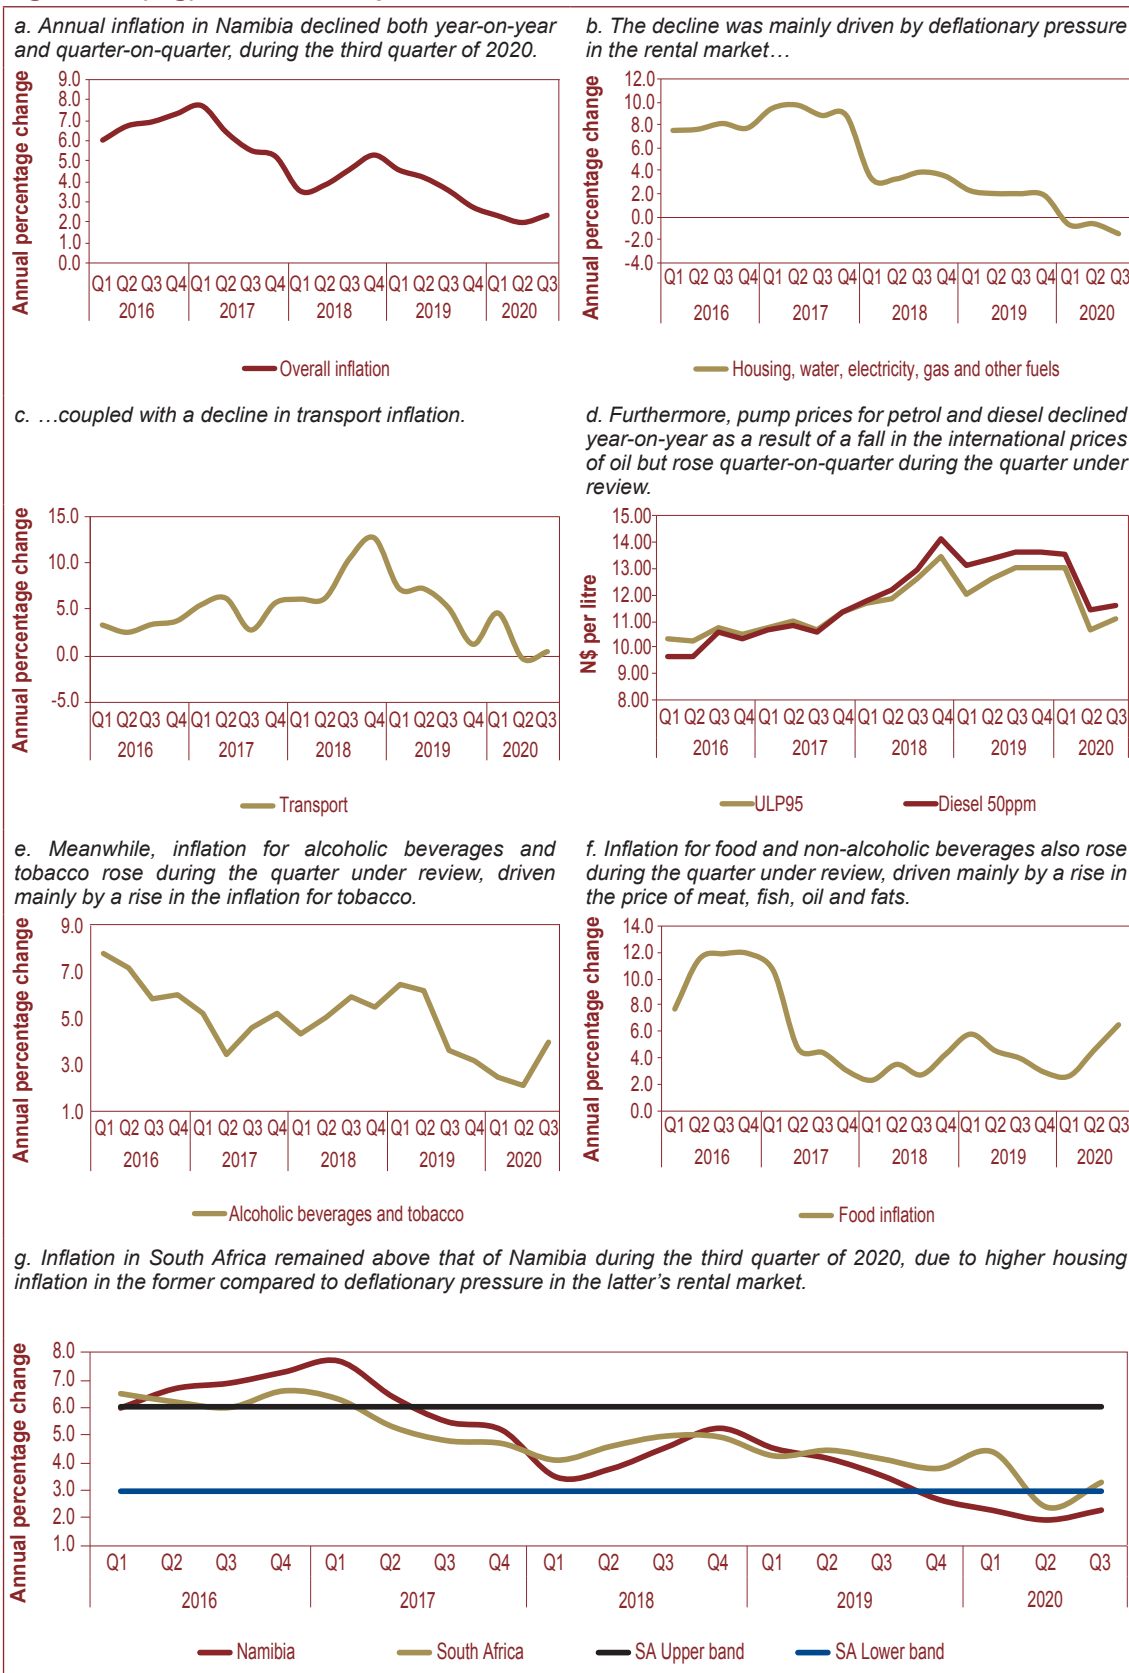 a. Annual inflation in Namibia declined both year-on-year
and quarter-on-quarter, during the third quarter of 2020.
Annual percentage change
9.0
8.0
7.0
6.0
5.0
4.0
3.0
2.0
1.0
0.0
Q1 Q2 Q3 Q4 Q1 Q2 Q3 Q4 Q1 Q2 Q3 Q4 Q1 Q2 Q3 Q4 Q1 Q2 Q3
2016 2017 2018 2019 2020
Overall inflation
b. The decline was mainly driven by deflationary pressure
in the rental market…
Annual percentage change
12.0
10.0
8.0
6.0
4.0
2.0
0.0
-2.0
-4.0
Q1 Q2 Q3 Q4 Q1 Q2 Q3 Q4 Q1 Q2 Q3 Q4 Q1 Q2 Q3 Q4 Q1 Q2 Q3
2016 2017 2018 2019 2020
Housing, water, electricity, gas and other fuels
c. …coupled with a decline in transport inflation.
Annual percentage change
15.0
10.0
5.0
0.0
-5.0
Q1 Q2 Q3 Q4 Q1 Q2 Q3 Q4 Q1 Q2 Q3 Q4 Q1 Q2 Q3 Q4 Q1 Q2 Q3
2016 2017 2018 2019 2020
Transport
d. Furthermore, pump prices for petrol and diesel declined
year-on-year as a result of a fall in the international prices
of oil but rose quarter-on-quarter during the quarter under
review.
N$ per litre
15.00
14.00
13.00
12.00
11.00
10.00
9.00
8.00
Q1 Q2 Q3 Q4 Q1 Q2 Q3 Q4 Q1 Q2 Q3 Q4 Q1 Q2 Q3 Q4 Q1 Q2 Q3
2016 2017 2018 2019 2020
ULP95 Diesel 50ppm
e. Meanwhile, inflation for alcoholic beverages and
tobacco rose during the quarter under review, driven
mainly by a rise in the inflation for tobacco.
Annual percentage change
9.0
7.0
5.0
3.0
1.0
Q1 Q2 Q3 Q4 Q1 Q2 Q3 Q4 Q1 Q2 Q3 Q4 Q1 Q2 Q3 Q4 Q1 Q2 Q3
2016 2017 2018 2019 2020
Alcoholic beverages and tobacco
f. Inflation for food and non-alcoholic beverages also rose
during the quarter under review, driven mainly by a rise in
the price of meat, fish, oil and fats.
Annual percentage change
14.0
12.0
10.0
8.0
6.0
4.0
2.0
0.0
Q1 Q2 Q3 Q4 Q1 Q2 Q3 Q4 Q1 Q2 Q3 Q4 Q1 Q2 Q3 Q4 Q1 Q2 Q3
2016 2017 2018 2019 2020
Food inflation
g. Inflation in South Africa remained above that of Namibia during the third quarter of 2020, due to higher housing
inflation in the former compared to deflationary pressure in the latter's rental market.
Annual percentage change
8.0
7.0
6.0
5.0
4.0
3.0
2.0
1.0
Q1 Q2 Q3 Q4 Q1 Q2 Q3 Q4 Q1 Q2 Q3 Q4 Q1 Q2 Q3 Q4 Q1 Q2 Q3
2016 2017 2018 2019 2020
Namibia South Africa SA Upper band SA Lower band